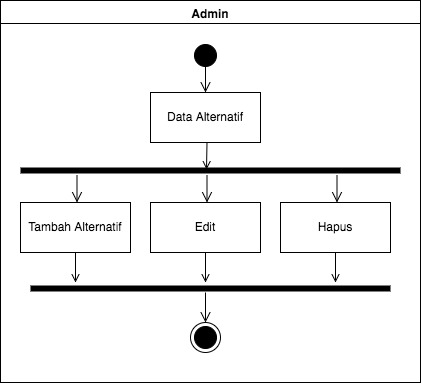 Admin
Data Alternatif
Tambah Alternatif
Edit
Hapus